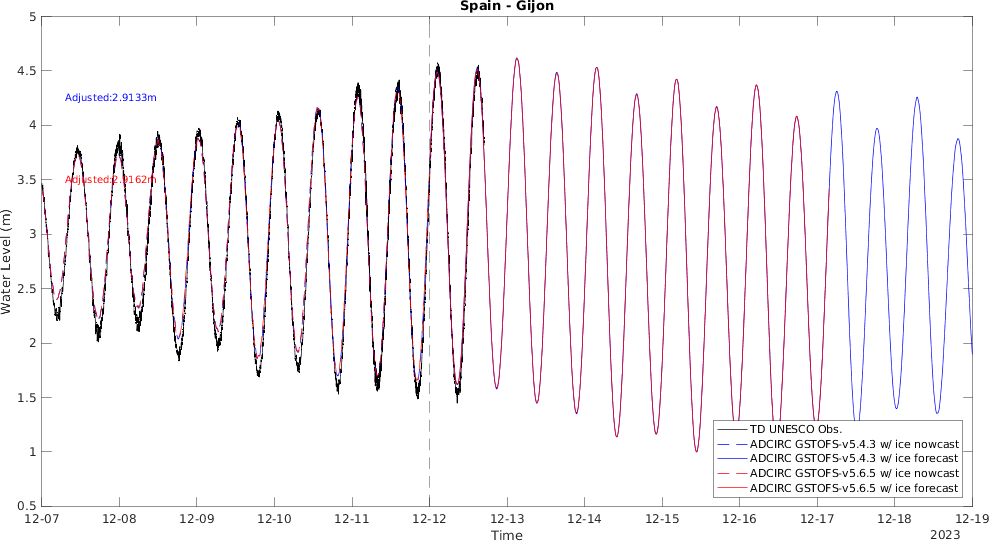 Spain - Gijon
5
4.5
4
3.5
3
2.5
2
1.5
1
0.5
Water Level (m)
Adjusted:2.9133m
Adjusted:2.9162m
TD UNESCO Obs.
ADCIRC GSTOFS-v5.4.3 w/ ice nowcast
ADCIRC GSTOFS-v5.4.3 w/ ice forecast
ADCIRC GSTOFS-v5.6.5 w/ ice nowcast
ADCIRC GSTOFS-v5.6.5 w/ ice forecast
12-07 12-08 12-09 12-10 12-11 12-12 12-13 12-14 12-15 12-16 12-17 12-18 12-19
Time
2023